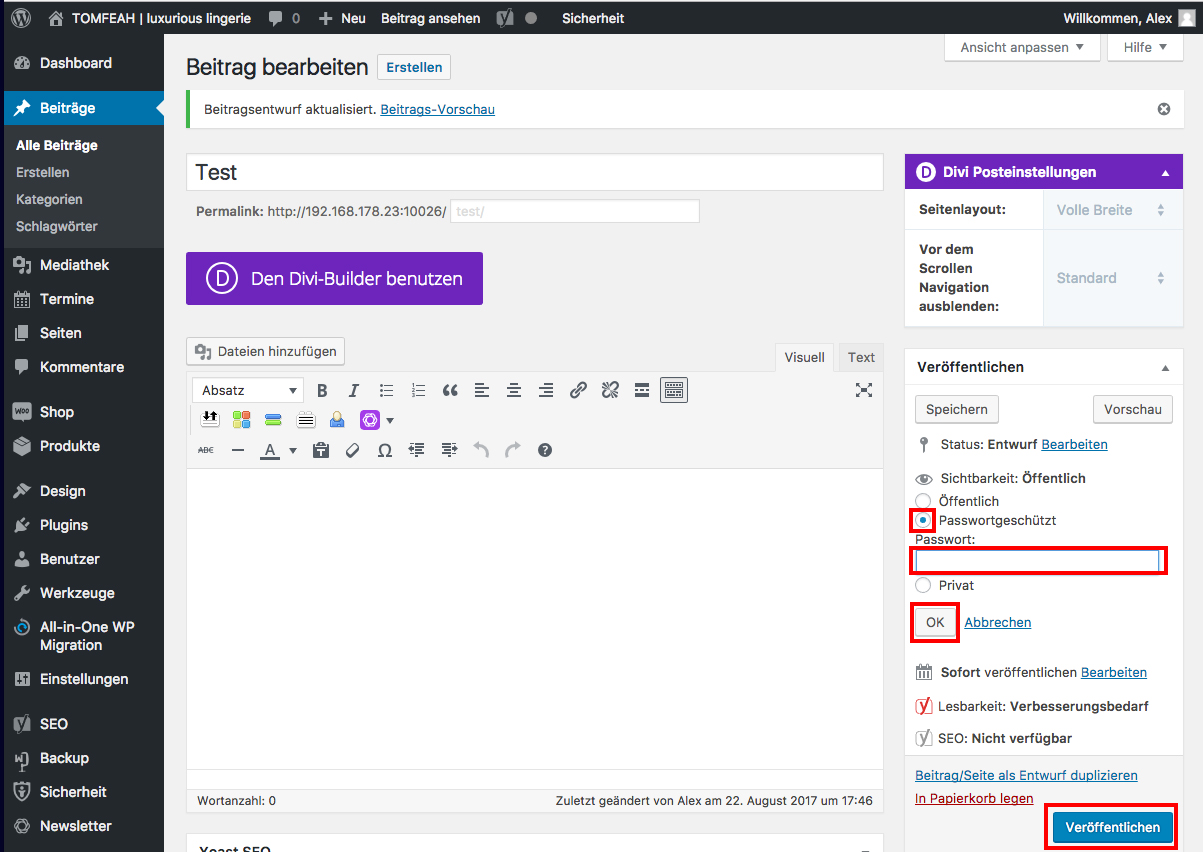 TOMFEAH | luxurious lingerie 0 Neu Beitrag ansehen Sicherheit Willkommen, Alex
Dashboard
Beiträge
Alle Beiträge
Erstellen
Kategorien
Schlagwörter
Mediathek
Termine
Seiten
Kommentare
Shop
Produkte
Design
Plugins
Benutzer
Werkzeuge
All-in-One WP
Migration
Einstellungen
SEO
Backup
Sicherheit
Newsletter
Ansicht anpassen Hilfe
Beitrag bearbeiten Erstellen
Beitragsentwurf aktualisiert. Beitrags-Vorschau
Test
Permalink: http://192.168.178.23:10026/ test/
D Den Divi-Builder benutzen
Dateien hinzufügen
Visuell Text
Absatz B I
ABC A Ω
Wortanzahl: 0 Zuletzt geändert von Alex am 22. August 2017 um 17:46
Yoast SEO
D Divi Posteinstellungen
Seitenlayout: Volle Breite
Vor dem
Scrollen
Navigation
ausblenden:
Standard
Veröffentlichen
Speichern Vorschau
Status: Entwurf Bearbeiten
Sichtbarkeit: Öffentlich
Öffentlich
Passwortgeschützt
Passwort:
Privat
OK Abbrechen
Sofort veröffentlichen Bearbeiten
Lesbarkeit: Verbesserungsbedarf
SEO: Nicht verfügbar
Beitrag/Seite als Entwurf duplizieren
In Papierkorb legen
Veröffentlichen